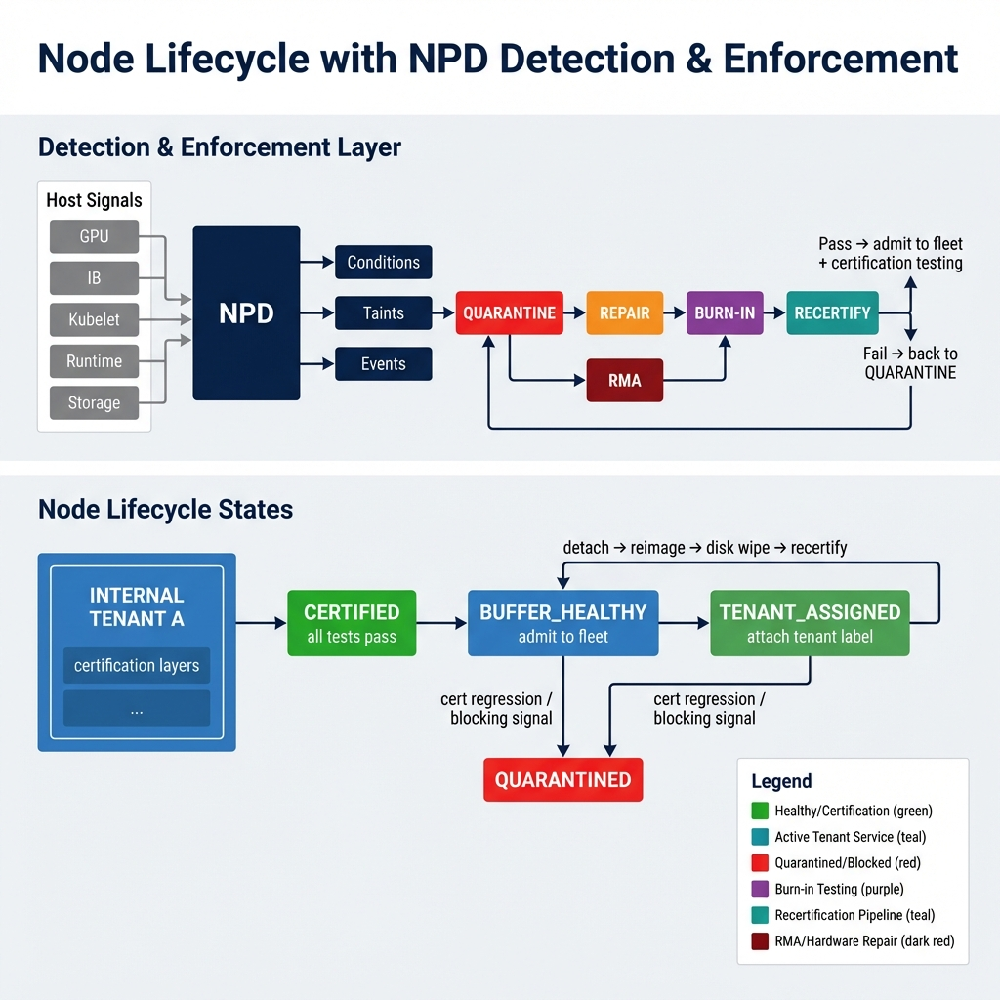 Node Lifecycle with NPD Detection & Enforcement
Detection & Enforcement Layer
Host Signals
GPU
IB
Kubelet
Runtime
Storage
NPD
Conditions
Taints
Events
QUARANTINE
REPAIR
BURN-IN
RECERTIFY
RMA
Pass → admit to fleet
+ certification testing
Fail → back to
QUARANTINE
Node Lifecycle States
INTERNAL
TENANT A
certification layers
...
CERTIFIED
all tests pass
BUFFER_HEALTHY
admit to fleet
TENANT_ASSIGNED
attach tenant label
detach → reimage → disk wipe → recertify
cert regression /
blocking signal
cert regression /
blocking signal
QUARANTINED
Legend
Healthy/Certification (green)
Active Tenant Service (teal)
Quarantined/Blocked (red)
Burn-in Testing (purple)
Recertification Pipeline (teal)
RMA/Hardware Repair (dark red)